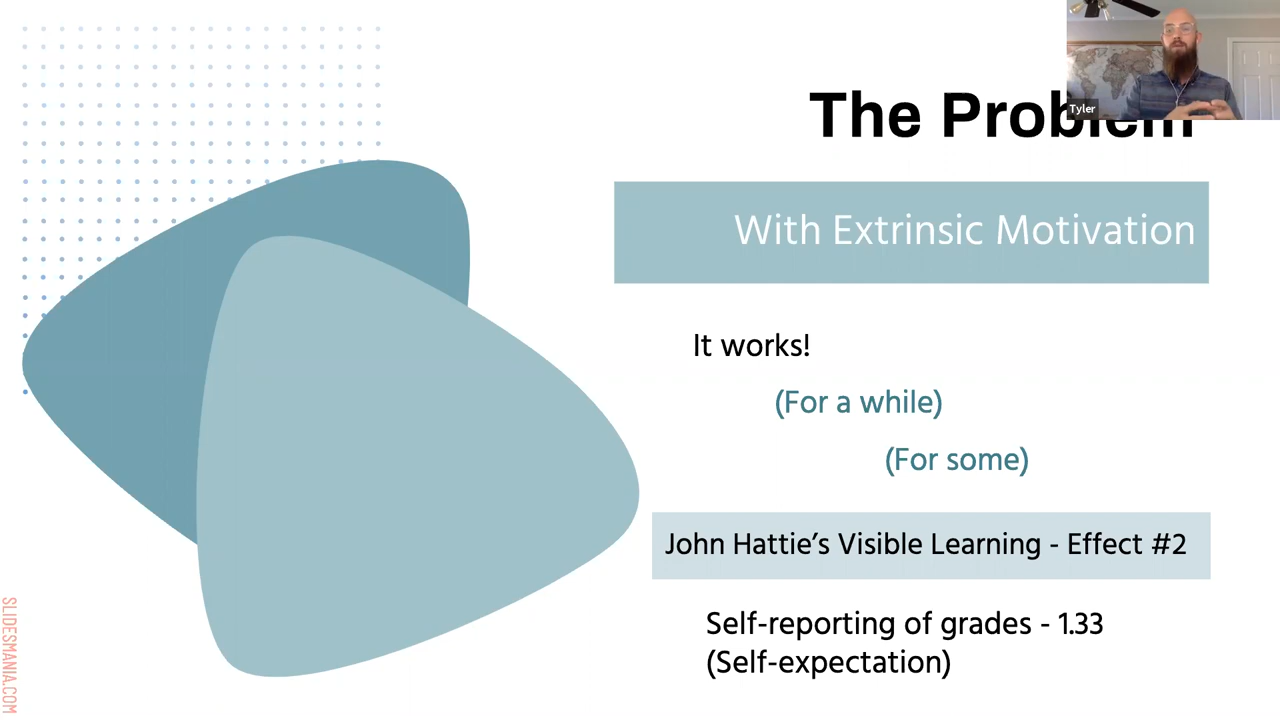 Tyler
The Problem
With Extrinsic Motivation
It works!
(For a while)
(For some)
John Hattie’s Visible Learning - Effect #2
Self-reporting of grades - 1.33
(Self-expectation)
SLIDESMANIA.COM